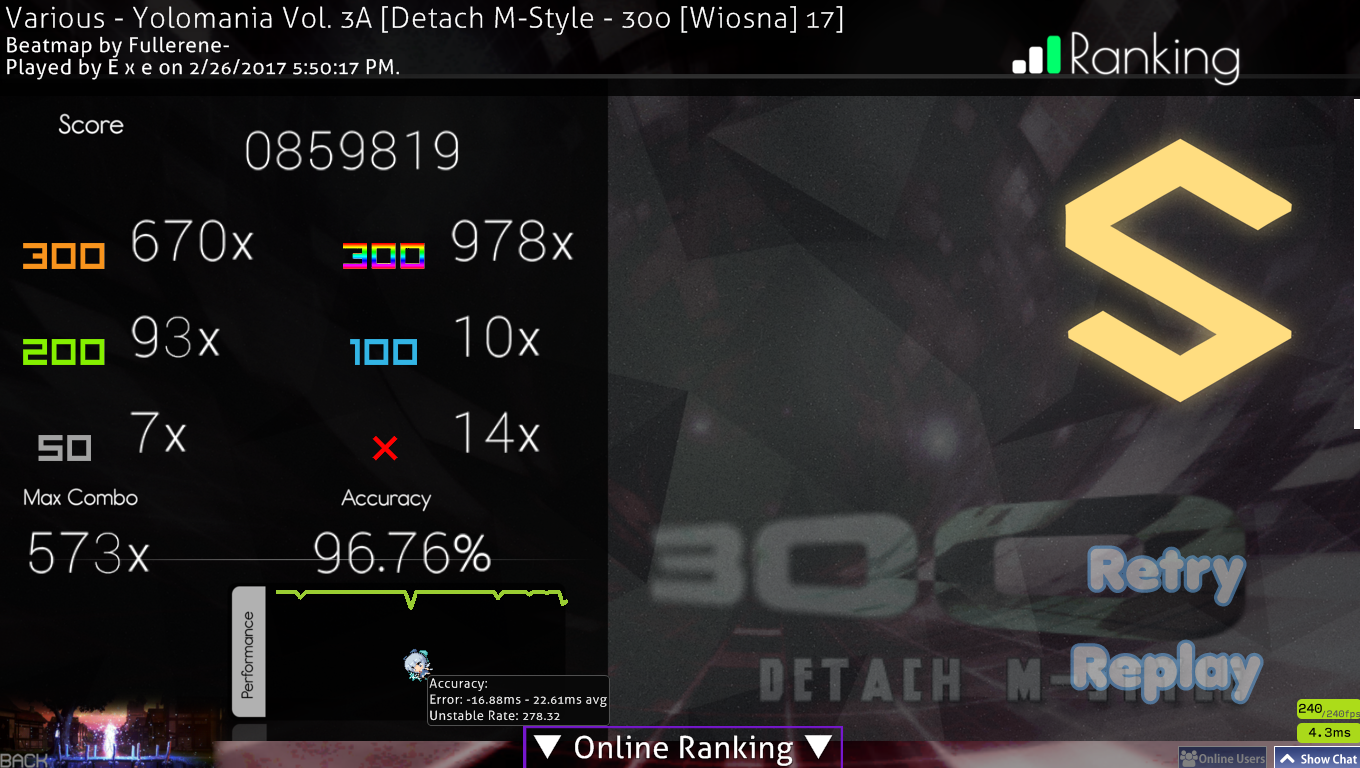 Various - Yolomania Vol. 3A [Detach M-Style - 300 [Wiosna] 17]
Beatmap by Fullerene-
Played by E x e on 2/26/2017 5:50:17 PM.
Ranking
Score
0859819
300 670x 300 978x
200 93x 100 10x
50 7x X 14x
Max Combo Accuracy
573x 96.76%
Performance
Accuracy:
Error: -16.88ms - 22.61ms avg
Unstable Rate: 278.32
300
DETACH M-
Retry
Replay
240/240fps
4.3ms
BACK
▼ Online Ranking ▼
Online Users
Show Chat